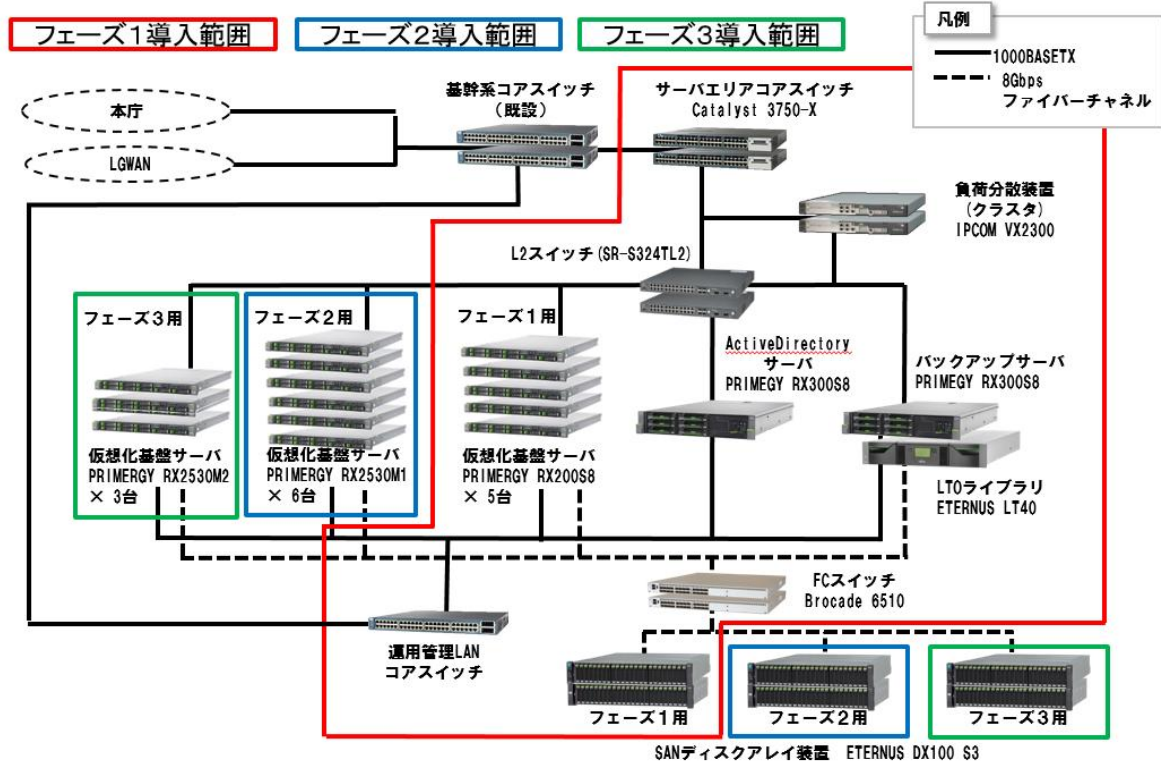 フェーズ1導入範囲
フェーズ2導入範囲
フェーズ3導入範囲
凡例
1000BASETX
8Gbps
ファイバーチャネル
本庁
LGWAN
基幹系コアスイッチ
(既設)
サーバエリアコアスイッチ
Catalyst 3750-X
負荷分散装置
(クラスタ)
IPCOM VX2300
L2スイッチ(SR-S324TL2)
フェーズ3用
フェーズ2用
フェーズ1用
ActiveDirectory
サーバ
PRIMEGY RX300S8
バックアップサーバ
PRIMEGY RX300S8
仮想化基盤サーバ
PRIMERGY RX2530M2
× 3台
仮想化基盤サーバ
PRIMERGY RX2530M1
× 6台
仮想化基盤サーバ
PRIMERGY RX200S8
× 5台
LTOライブラリ
ETERNUS LT40
FCスイッチ
Brocade 6510
運用管理LAN
コアスイッチ
フェーズ1用
フェーズ2用
フェーズ3用
SANディスクアレイ装置 ETERNUS DX100 S3